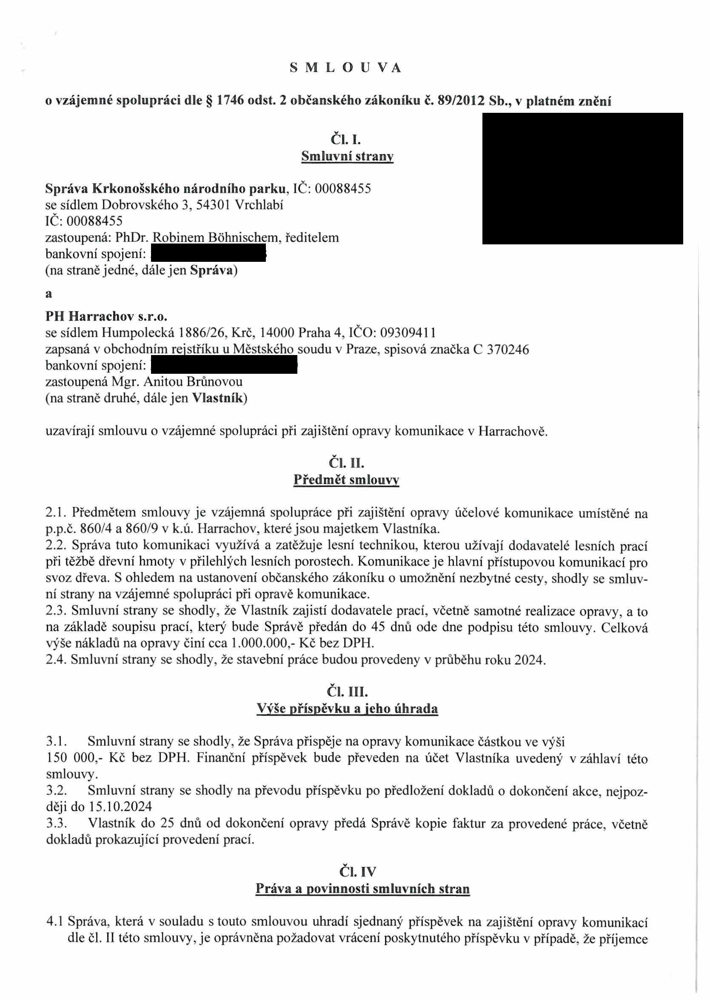 S M L O U V A
o vzájemné spolupráci dle § 1746 odst. 2 občanského zákoníku č. 89/2012 Sb., v platném znění
Čl. I.
Smluvní strany
Správa Krkonošského národního parku, IČ: 00088455
se sídlem Dobrovského 3, 54301 Vrchlabí
IČ: 00088455
zastoupená: PhDr. Robinem Böhnischem, ředitelem
bankovní spojení:
(na straně jedné, dále jen Správa)
a
PH Harrachov s.r.o.
se sídlem Humpolecká 1886/26, Krč, 14000 Praha 4, IČO: 09309411
zapsaná v obchodním rejstříku u Městského soudu v Praze, spisová značka C 370246
bankovní spojení:
zastoupená Mgr. Anitou Brůnovou
(na straně druhé, dále jen Vlastník)
uzavírají smlouvu o vzájemné spolupráci při zajištění opravy komunikace v Harrachově.
Čl. II.
Předmět smlouvy
2.1. Předmětem smlouvy je vzájemná spolupráce při zajištění opravy účelové komunikace umístěné na
p.p.č. 860/4 a 860/9 v k.ú. Harrachov, které jsou majetkem Vlastníka.
2.2. Správa tuto komunikaci využívá a zatěžuje lesní technikou, kterou užívají dodavatelé lesních prací
při těžbě dřevní hmoty v přilehlých lesních porostech. Komunikace je hlavní přístupovou komunikací pro
svoz dřeva. S ohledem na ustanovení občanského zákoníku o umožnění nezbytné cesty, shodly se smluv-
ní strany na vzájemné spolupráci při opravě komunikace.
2.3. Smluvní strany se shodly, že Vlastník zajistí dodavatele prací, včetně samotné realizace opravy, a to
na základě soupisu prací, který bude Správě předán do 45 dnů ode dne podpisu této smlouvy. Celková
výše nákladů na opravy činí cca 1.000.000,- Kč bez DPH.
2.4. Smluvní strany se shodly, že stavební práce budou provedeny v průběhu roku 2024.
Čl. III.
Výše příspěvku a jeho úhrada
3.1. Smluvní strany se shodly, že Správa přispěje na opravy komunikace částkou ve výši
150 000,- Kč bez DPH. Finanční příspěvek bude převeden na účet Vlastníka uvedený v záhlaví této
smlouvy.
3.2. Smluvní strany se shodly na převodu příspěvku po předložení dokladů o dokončení akce, nejpoz-
ději do 15.10.2024
3.3. Vlastník do 25 dnů od dokončení opravy předá Správě kopie faktur za provedené práce, včetně
dokladů prokazující provedení prací.
Čl. IV
Práva a povinnosti smluvních stran
4.1 Správa, která v souladu s touto smlouvou uhradí sjednaný příspěvek na zajištění opravy komunikací
dle čl. II této smlouvy, je oprávněna požadovat vrácení poskytnutého příspěvku v případě, že příjemce